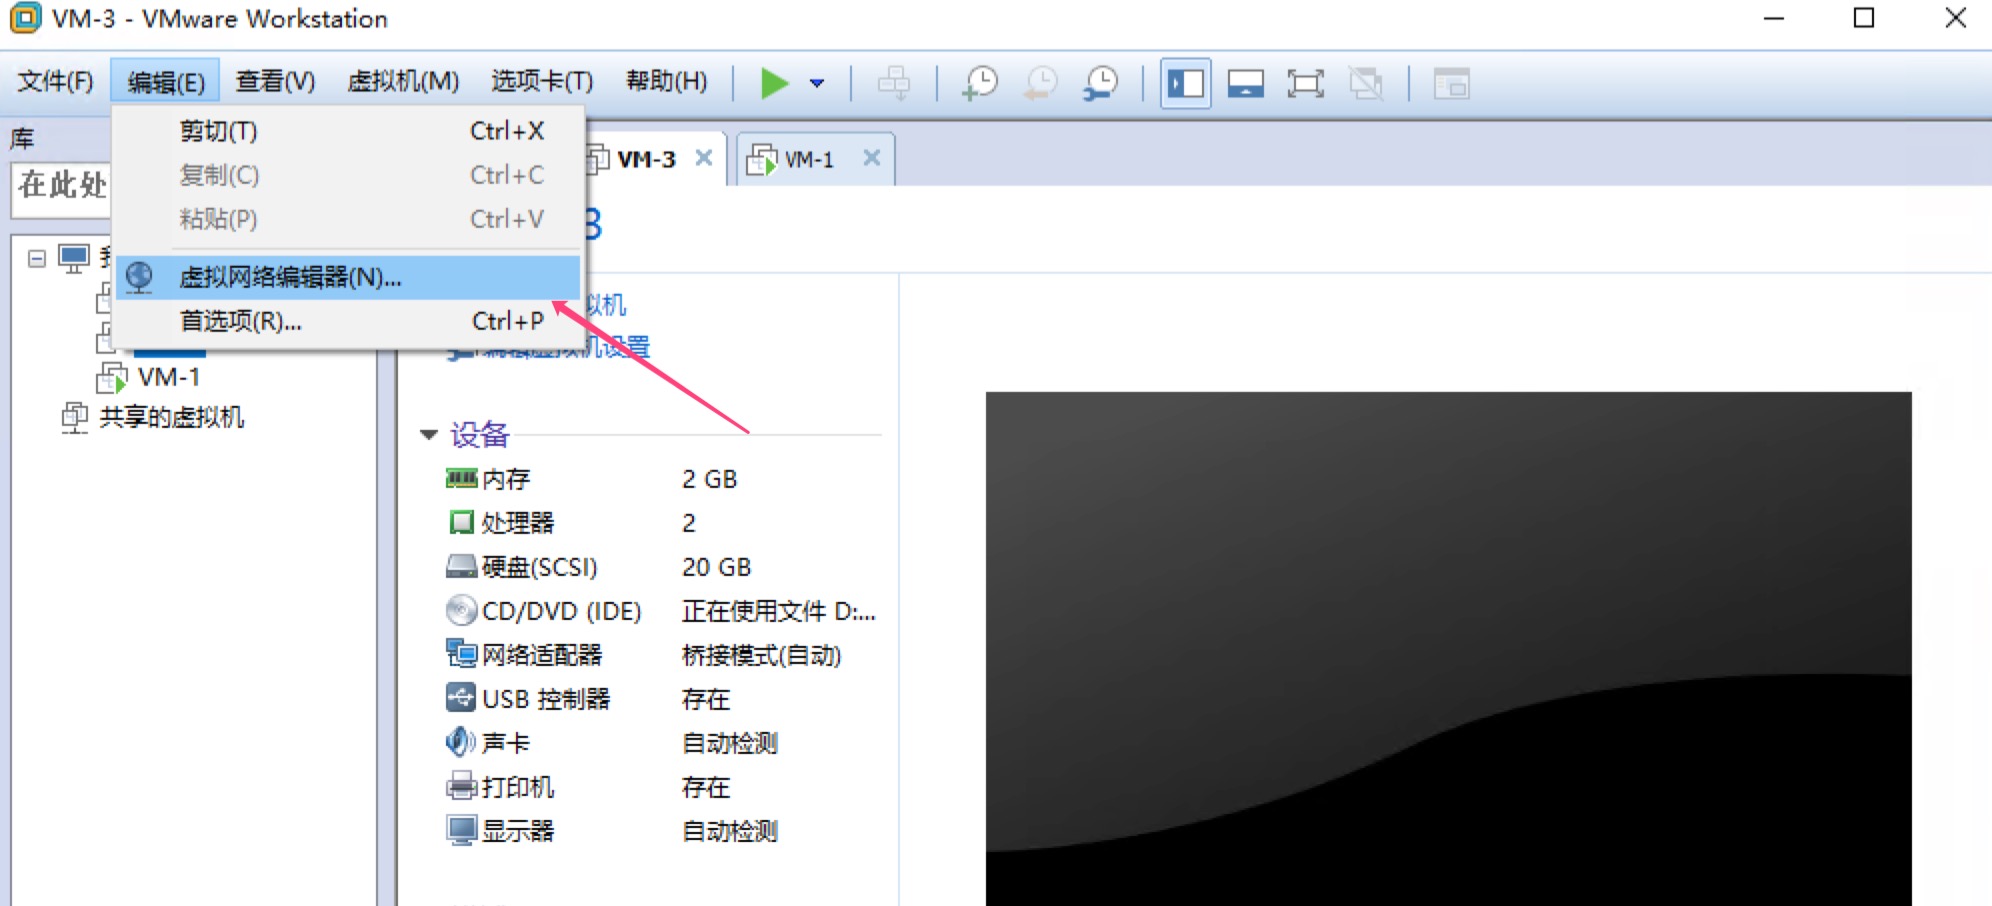 VM-3 - VMware Workstation
文件(F) 编辑(E) 查看(V) 虚拟机(M) 选项卡(T) 帮助(H)
库
在此处
剪切(T) Ctrl+X
复制(C) Ctrl+C
粘贴(P) Ctrl+V
虚拟网络编辑器(N)...
首选项(R)... Ctrl+P
VM-1
共享的虚拟机
VM-3 VM-1
3
拟机
编辑虚拟机设置
设备
内存 2 GB
处理器 2
硬盘(SCSI) 20 GB
CD/DVD (IDE) 正在使用文件 D:...
网络适配器 桥接模式(自动)
USB 控制器 存在
声卡 自动检测
打印机 存在
显示器 自动检测